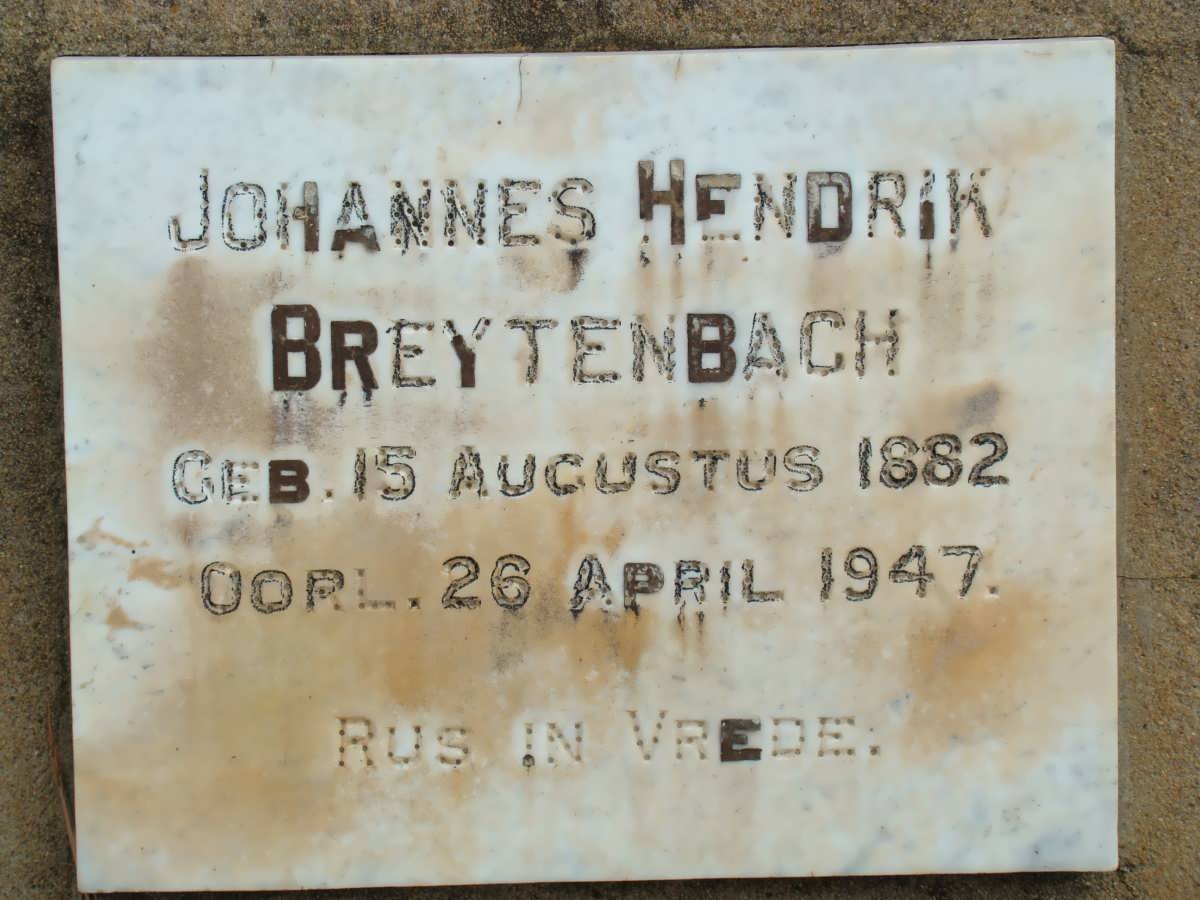 JOHANNES HENDRIK
BREYTENBACH
GEB. 15 AUGUSTUS 1882
OORL. 26 APRIL 1947.
RUS IN VREDE.